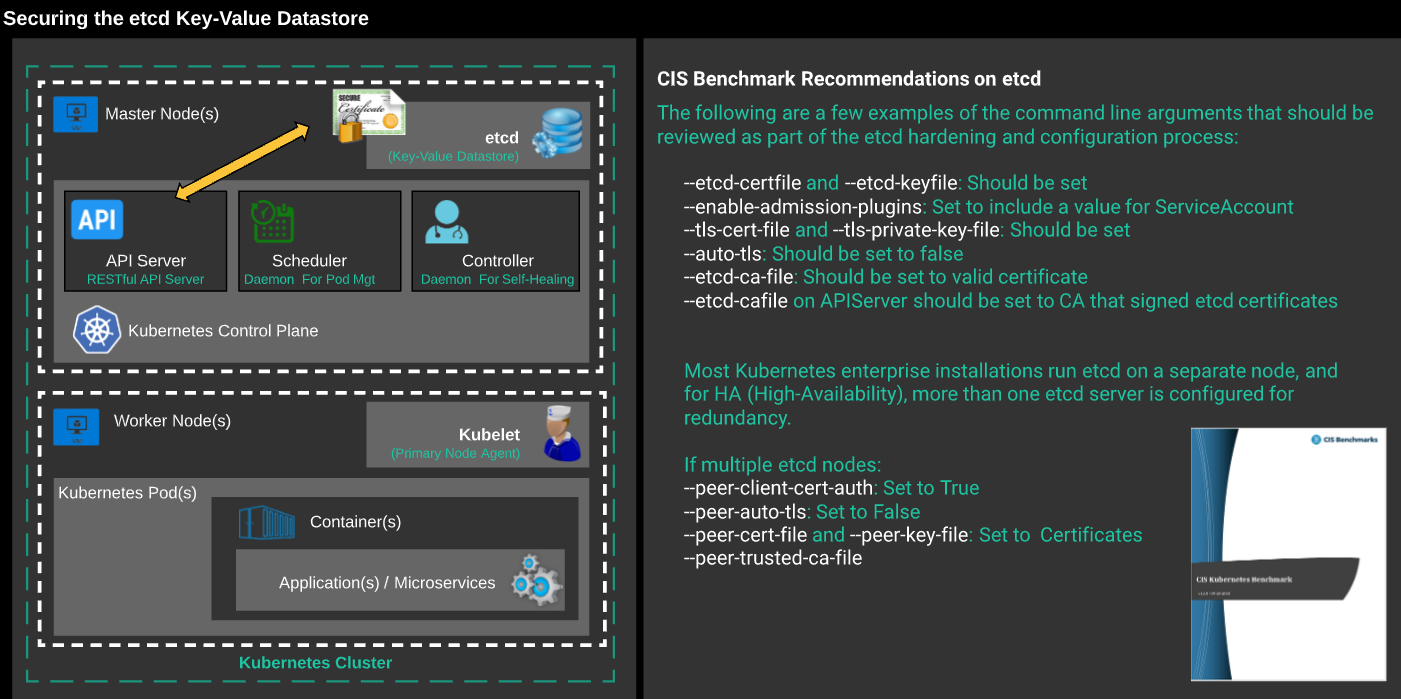 Securing the etcd Key-Value Datastore
Master Node(s)
SECURE
Certificate
etcd
(Key-Value Datastore)
API
API Server
RESTful API Server
Scheduler
Daemon For Pod Mgt
Controller
Daemon For Self-Healing
Kubernetes Control Plane
Worker Node(s)
Kubelet
(Primary Node Agent)
Kubernetes Pod(s)
Container(s)
Application(s) / Microservices
Kubernetes Cluster
CIS Benchmark Recommendations on etcd
The following are a few examples of the command line arguments that should be
reviewed as part of the etcd hardening and configuration process:
--etcd-certfile and --etcd-keyfile: Should be set
--enable-admission-plugins: Set to include a value for ServiceAccount
--tls-cert-file and --tls-private-key-file: Should be set
--auto-tls: Should be set to false
--etcd-ca-file: Should be set to valid certificate
--etcd-cafile on APIServer should be set to CA that signed etcd certificates
Most Kubernetes enterprise installations run etcd on a separate node, and
for HA (High-Availability), more than one etcd server is configured for
redundancy.
If multiple etcd nodes:
--peer-client-cert-auth: Set to True
--peer-auto-tls: Set to False
--peer-cert-file and --peer-key-file: Set to Certificates
--peer-trusted-ca-file
CIS Benchmarks
CIS Kubernetes Benchmark